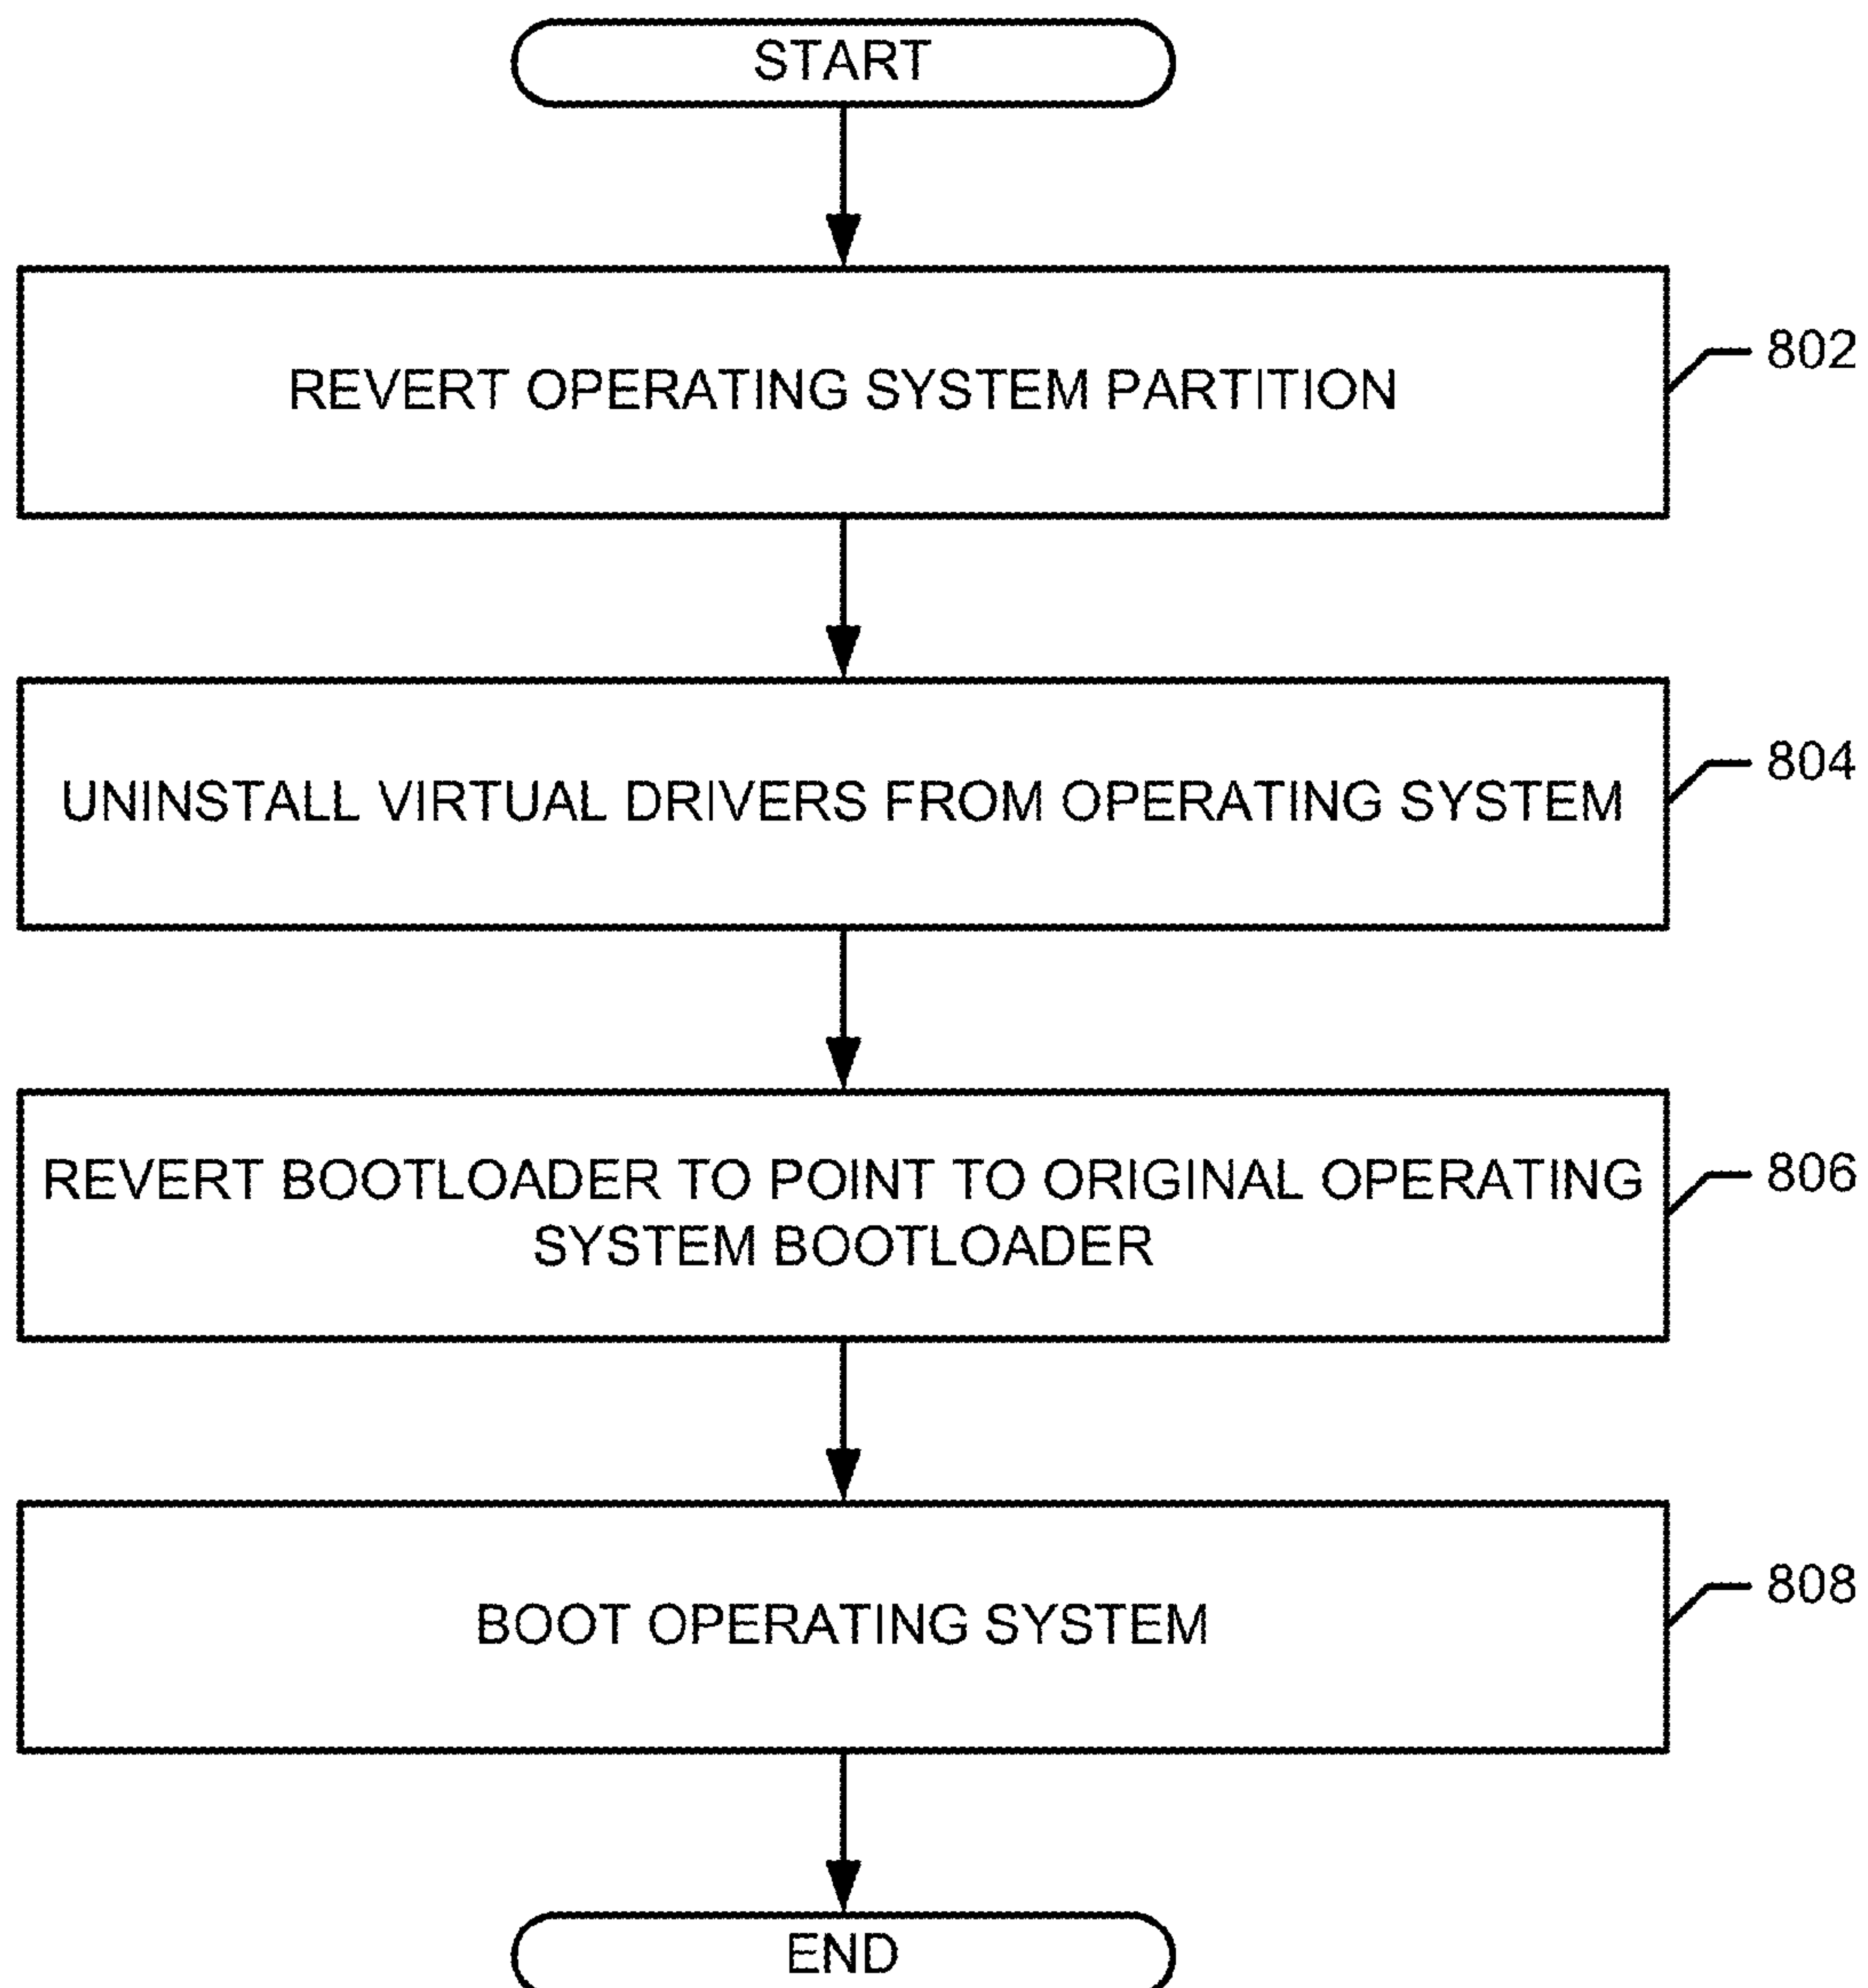 START
802
REVERT OPERATING SYSTEM PARTITION
804
UNINSTALL VIRTUAL DRIVERS FROM OPERATING SYSTEM
806
REVERT BOOTLOADER TO POINT TO ORIGINAL OPERATING
SYSTEM BOOTLOADER
808
BOOT OPERATING SYSTEM
END